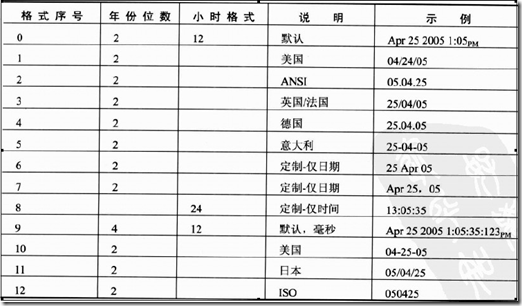 格式序号 年份位数 小时格式 说 明 示 例
0 2 12 默认 Apr 25 2005 1:05PM
1 2 美国 04/24/05
2 2 ANSI 05.04.25
3 2 英国/法国 25/04/05
4 2 德国 25.04.05
5 2 意大利 25-04-05
6 2 定制-仅日期 25 Apr 05
7 2 定制-仅日期 Apr 25，05
8 24 定制-仅时间 13:05:35
9 4 12 默认，毫秒 Apr 25 2005 1:05:35:123PM
10 2 美国 04-25-05
11 2 日本 05/04/25
12 2 ISO 050425